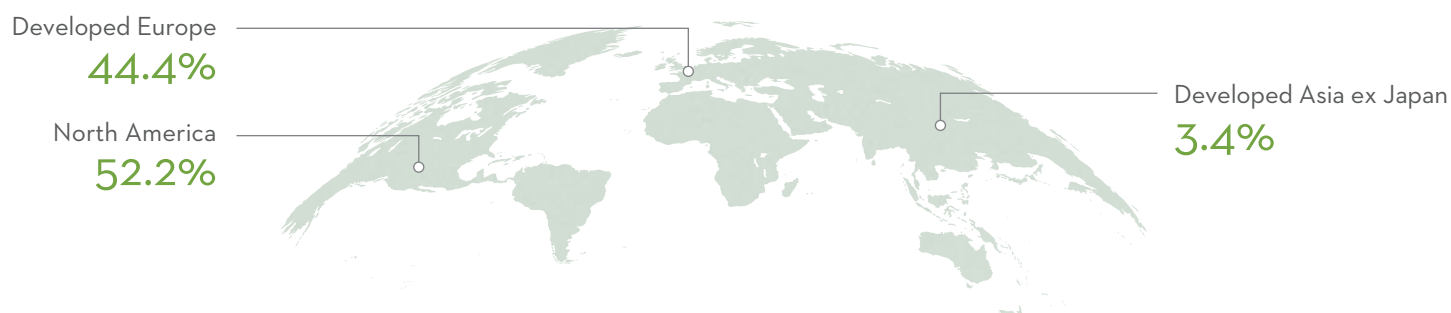 Developed Europe
44.4%
North America
52.2%
Developed Asia ex Japan
3.4%